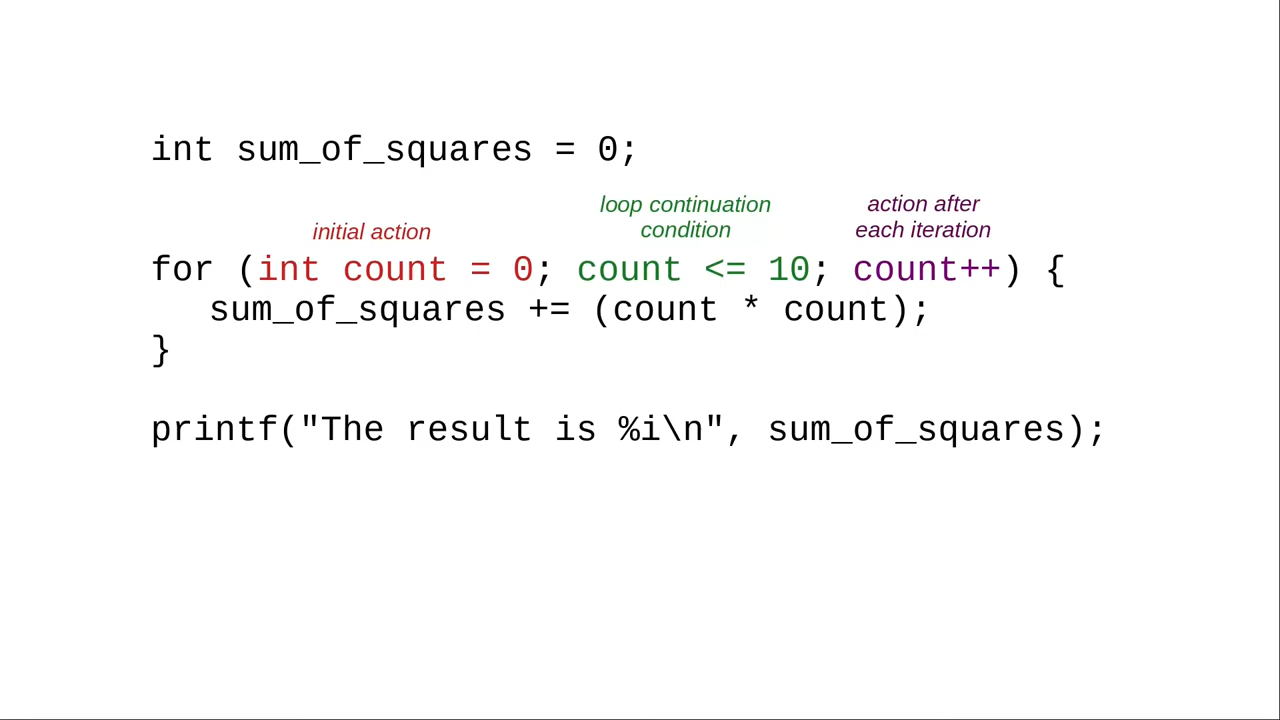 int sum_of_squares = 0;
initial action
loop continuation
condition
action after
each iteration
for (int count = 0; count <= 10; count++) {
sum_of_squares += (count * count);
}
printf("The result is %i\n", sum_of_squares);